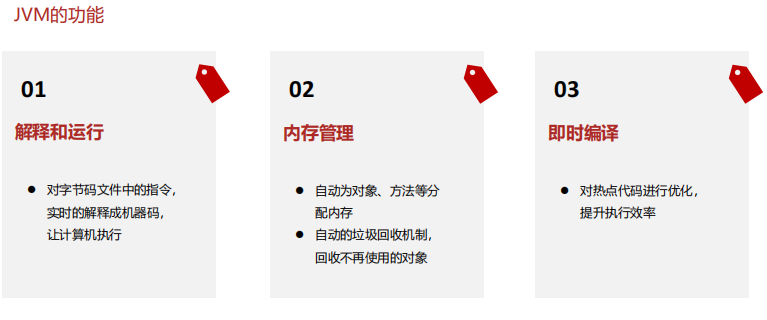 JVM的功能
01
解释和运行
● 对字节码文件中的指令，
实时的解释成机器码，
让计算机执行
02
内存管理
● 自动为对象、方法等分
配内存
● 自动的垃圾回收机制，
回收不再使用的对象
03
即时编译
● 对热点代码进行优化，
提升执行效率